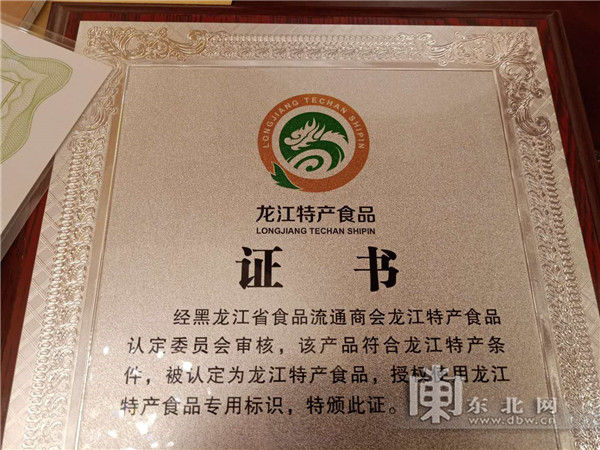 LONGJIANG TECHAN SHIPIN
龙江特产食品
LONGJIANG TECHAN SHIPIN
证 书
经黑龙江省食品流通商会龙江特产食品
认定委员会审核，该产品符合龙江特产条
件，被认定为龙江特产食品，授权使用龙江
特产食品专用标识，特颁此证。
東北网
www.dbw.cn